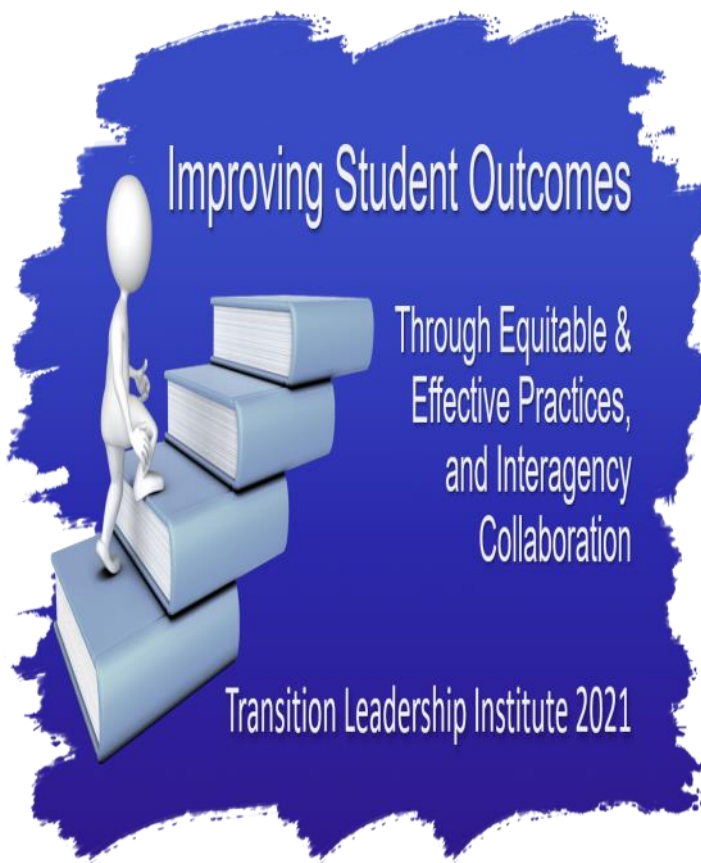 Improving Student Outcomes
Through Equitable &
Effective Practices,
and Interagency
Collaboration
Transition Leadership Institute 2021